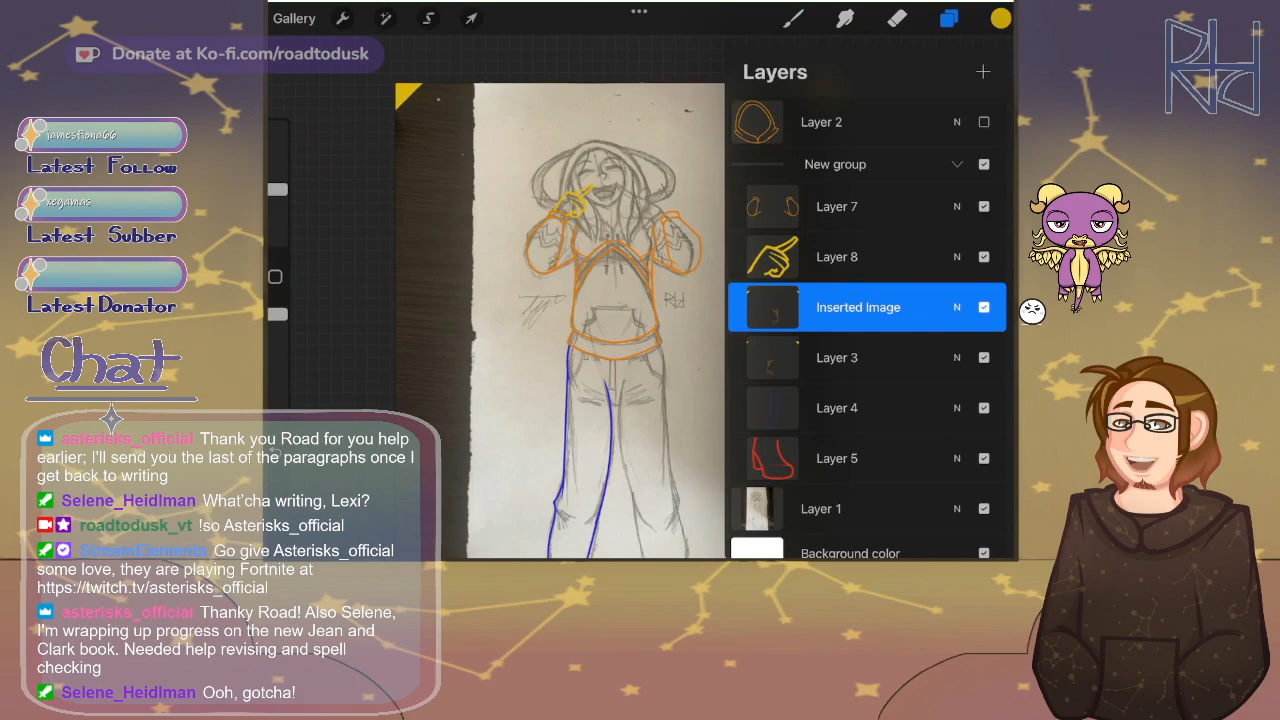 Gallery
Donate at Ko-fi.com/roadtodusk
Layers
Layer 2 N
New group
Layer 7 N
Layer 8 N
Inserted Image N
Layer 3 N
Layer 4 N
Layer 5 N
Layer 1 N
Background color
RtD
jamesfiona66
Latest Follow
xegamas
Latest Subber
Latest Donator
Chat
asterisks_official Thank you Road for you help
earlier; I'll send you the last of the paragraphs once I
get back to writing
Selene_Heidlman What'cha writing, Lexi?
roadtodusk_vt !so Asterisks_official
StreamElements Go give Asterisks_official
some love, they are playing Fortnite at
https://twitch.tv/asterisks_official
asterisks_official Thanky Road! Also Selene,
I'm wrapping up progress on the new Jean and
Clark book. Needed help revising and spell
checking
Selene_Heidlman Ooh, gotcha!